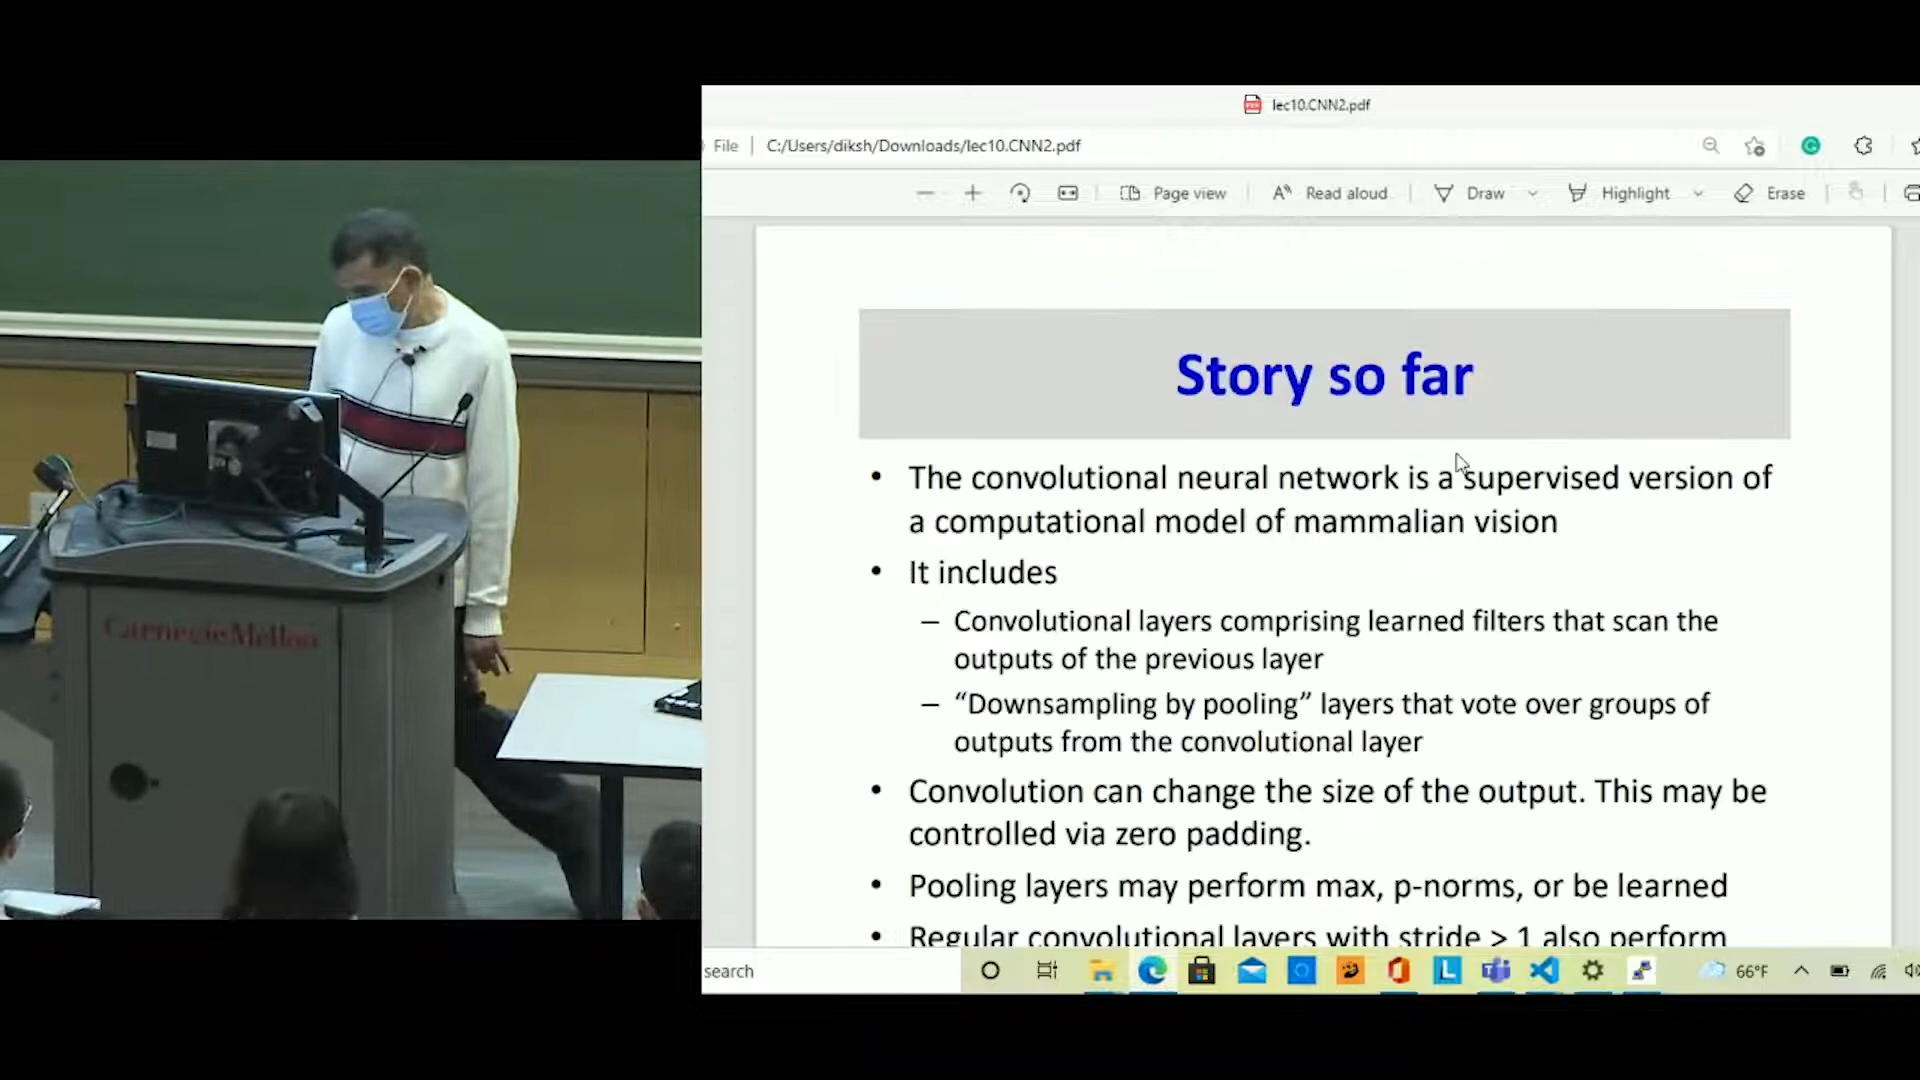 lec10.CNN2.pdf
File
C:/Users/diksh/Downloads/lec10.CNN2.pdf
Page view
Read aloud
Draw
Highlight
Erase
Story so far
• The convolutional neural network is a supervised version of
a computational model of mammalian vision
• It includes
– Convolutional layers comprising learned filters that scan the
outputs of the previous layer
– “Downsampling by pooling” layers that vote over groups of
outputs from the convolutional layer
• Convolution can change the size of the output. This may be
controlled via zero padding.
• Pooling layers may perform max, p-norms, or be learned
• Regular convolutional layers with stride > 1 also perform
search
66°F
Carnegie Mellon